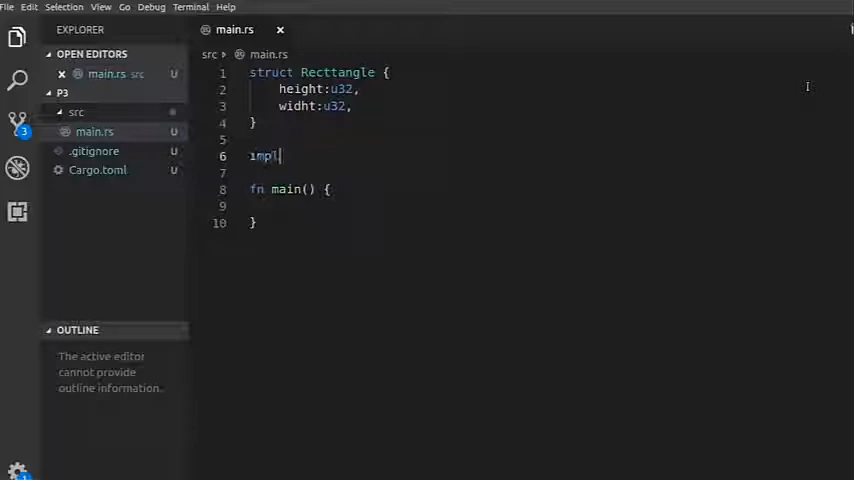 File Edit Selection View Go Debug Terminal Help
EXPLORER
OPEN EDITORS
main.rs src U
P3
src
main.rs U
.gitignore U
Cargo.toml U
OUTLINE
The active editor
cannot provide
outline information.
3
1
main.rs
src main.rs
1 struct Recttangle {
2 height:u32,
3 widht:u32,
4 }
5
6 impl
7
8 fn main() {
9
10 }